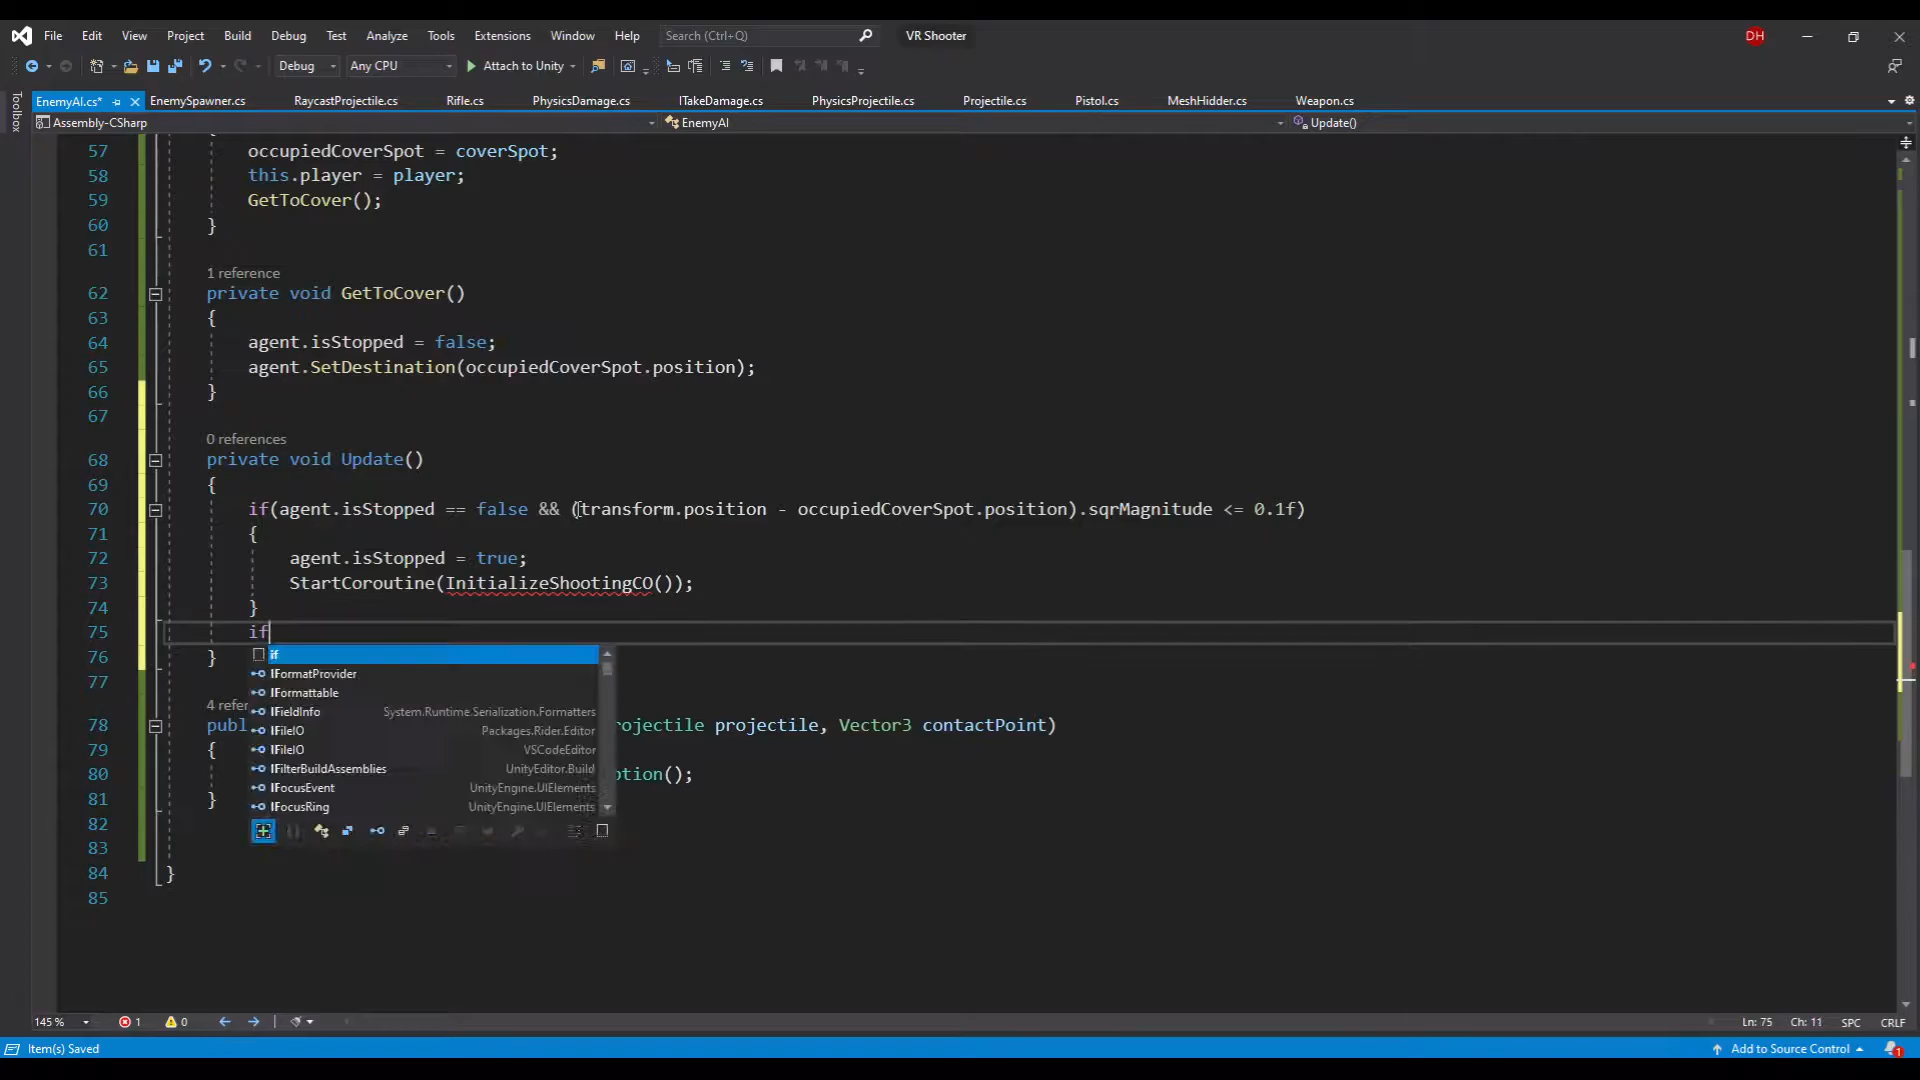 File Edit View Project Build Debug Test Analyze Tools Extensions Window Help Search (Ctrl+Q) VR Shooter DH
Debug Any CPU Attach to Unity
EnemyAI.cs* EnemySpawner.cs RaycastProjectile.cs Rifle.cs PhysicsDamage.cs ITakeDamage.cs PhysicsProjectile.cs Projectile.cs Pistol.cs MeshHidder.cs Weapon.cs
Toolbox
Assembly-CSharp EnemyAI Update()
57 occupiedCoverSpot = coverSpot;
58 this.player = player;
59 GetToCover();
60 }
61
1 reference
62 private void GetToCover()
63 {
64 agent.isStopped = false;
65 agent.SetDestination(occupiedCoverSpot.position);
66 }
67
0 references
68 private void Update()
69 {
70 if(agent.isStopped == false && (transform.position - occupiedCoverSpot.position).sqrMagnitude <= 0.1f)
71 {
72 agent.isStopped = true;
73 StartCoroutine(InitializeShootingCO());
74 }
75 if
76 }
if
IFormatProvider
IFormattable
IFieldInfo System.Runtime.Serialization.Formatters
IFileIO Packages.Rider.Editor
IFileIO VSCodeEditor
IFilterBuildAssemblies UnityEditor.Build
IFocusEvent UnityEngine.UIElements
IFocusRing UnityEngine.UIElements
77
4 refer
78 publ rojectile projectile, Vector3 contactPoint)
79 {
80 ption();
81 }
82
83
84 }
85
145 % 1 0 Ln: 75 Ch: 11 SPC CRLF
Item(s) Saved Add to Source Control 1